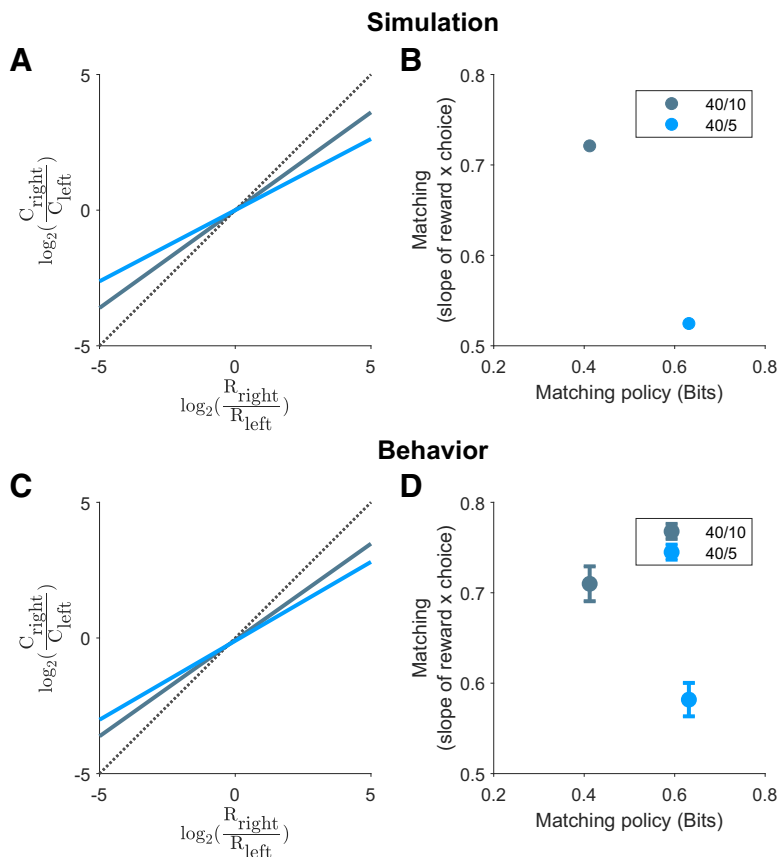 Simulation
A
5
0
-5
log2(Cright/Cleft)
-5
0
5
log2(Rright/Rleft)
B
0.8
0.7
0.6
0.5
Matching
(slope of reward x choice)
40/10
40/5
0.2
0.4
0.6
0.8
Matching policy (Bits)
Behavior
C
5
0
-5
log2(Cright/Cleft)
-5
0
5
log2(Rright/Rleft)
D
0.8
0.7
0.6
0.5
Matching
(slope of reward x choice)
40/10
40/5
0.2
0.4
0.6
0.8
Matching policy (Bits)